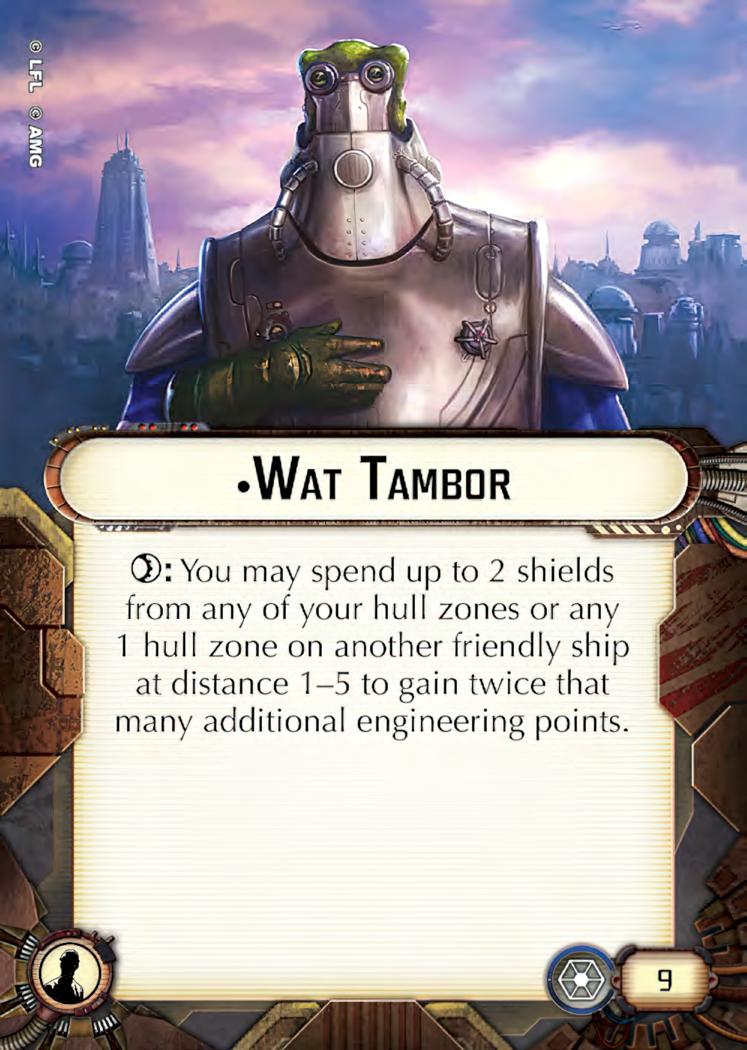 © LFL © AMG
•WAT TAMBOR
: You may spend up to 2 shields
from any of your hull zones or any
1 hull zone on another friendly ship
at distance 1–5 to gain twice that
many additional engineering points.
9